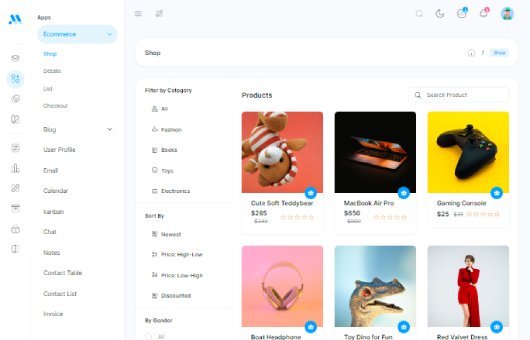 Apps
Ecommerce
Shop
Details
List
Checkout
Blog
User Profile
Email
Calendar
kanban
Chat
Notes
Contact Table
Contact List
Invoice
Shop
/ Shop
Filter by Category
All
Fashion
Books
Toys
Electronics
Sort By
Newest
Price: High-Low
Price: Low-High
Discounted
By Gender
All
Products
Search Product
Cute Soft Teddybear
$285
$345
MacBook Air Pro
$650
$900
Gaming Console
$25 $31
Boat Headphone
Toy Dino for Fun
Red Valvet Dress